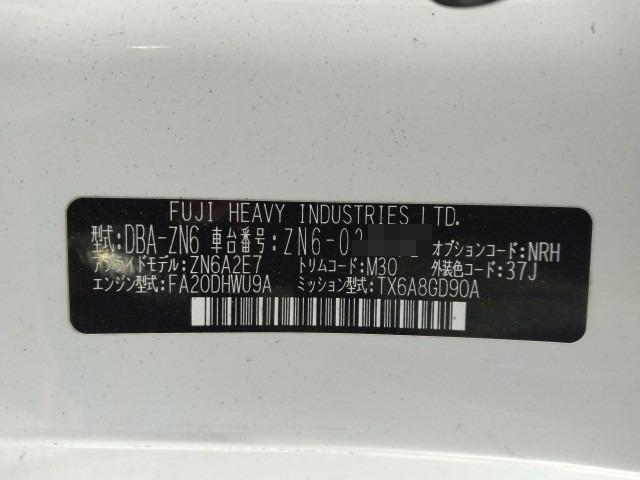 FUJI HEAVY INDUSTRIES LTD.
型式:DBA-ZN6 車台番号:ZN6-03 オプションコード:NRH
アプライドモデル:ZN6A2E7 トリムコード:M30 外装色コード:37J
エンジン型式:FA20DHWU9A ミッション型式:TX6A8GD90A